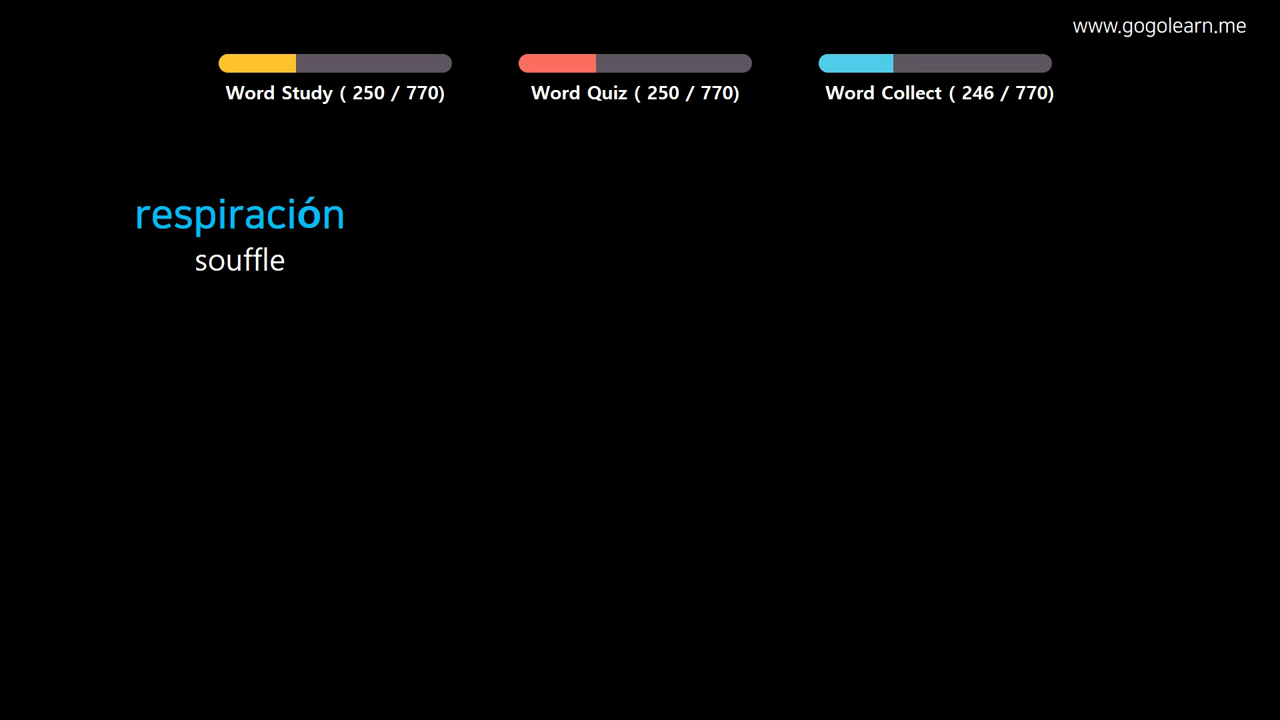 www.gogolearn.me
Word Study ( 250 / 770)
Word Quiz ( 250 / 770)
Word Collect ( 246 / 770)
respiración
souffle